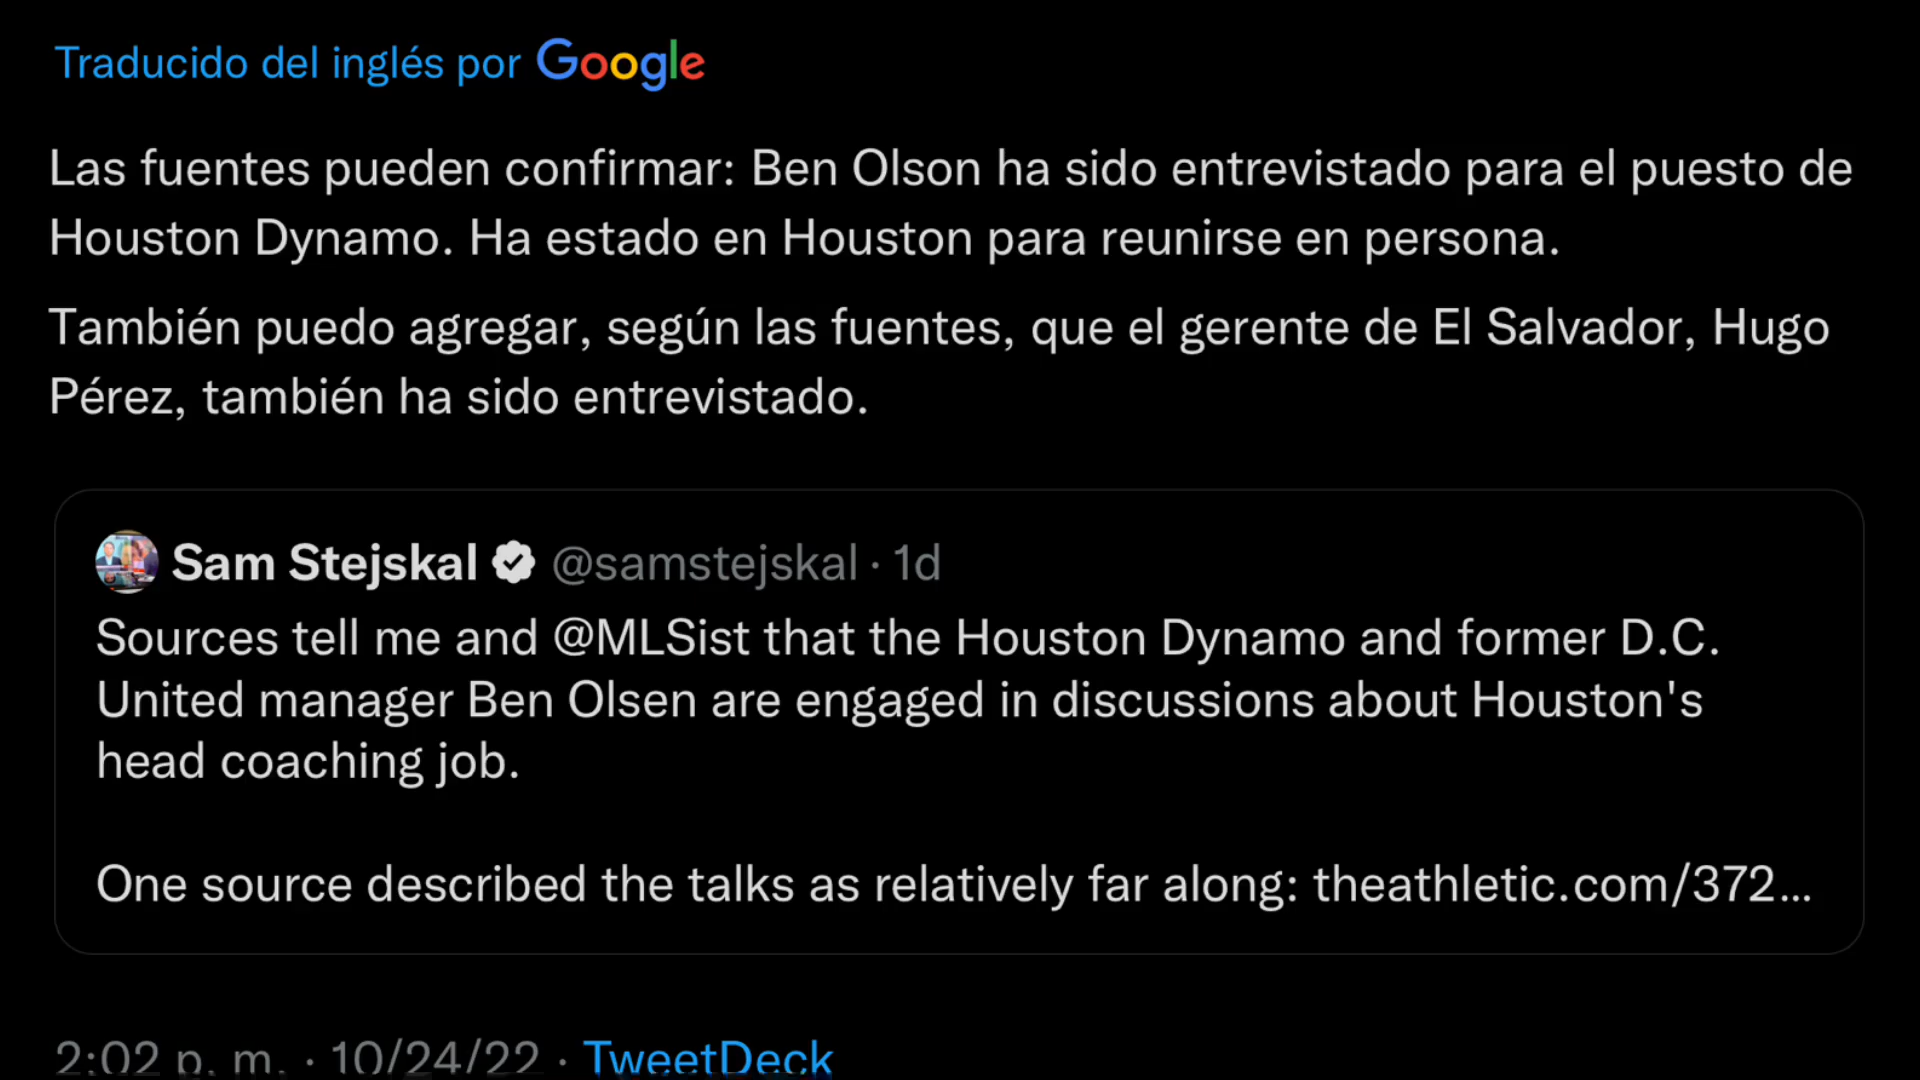 Traducido del inglés por Google
Las fuentes pueden confirmar: Ben Olson ha sido entrevistado para el puesto de
Houston Dynamo. Ha estado en Houston para reunirse en persona.
También puedo agregar, según las fuentes, que el gerente de El Salvador, Hugo
Pérez, también ha sido entrevistado.
Sam Stejskal @samstejskal · 1d
Sources tell me and @MLSist that the Houston Dynamo and former D.C.
United manager Ben Olsen are engaged in discussions about Houston's
head coaching job.
One source described the talks as relatively far along: theathletic.com/372...
2:02 p. m. · 10/24/22 · TweetDeck